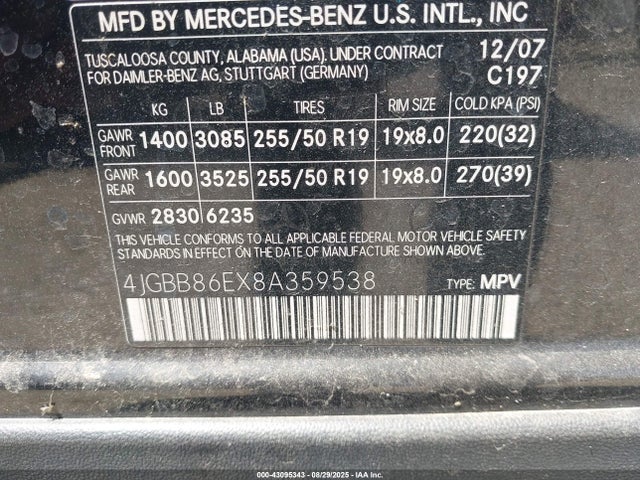 MFD BY MERCEDES-BENZ U.S. INTL., INC
TUSCALOOSA COUNTY, ALABAMA (USA). UNDER CONTRACT 12/07
FOR DAIMLER-BENZ AG, STUTTGART (GERMANY) C197
KG LB TIRES RIM SIZE COLD KPA (PSI)
GAWR FRONT 1400 3085 255/50 R19 19x8.0 220(32)
GAWR REAR 1600 3525 255/50 R19 19x8.0 270(39)
GVWR 2830 6235
THIS VEHICLE CONFORMS TO ALL APPLICABLE FEDERAL MOTOR VEHICLE SAFETY
STANDARDS IN EFFECT ON THE DATE OF MANUFACTURE SHOWN ABOVE.
4JGBB86EX8A359538 TYPE: MPV
000-43095343 - 08/29/2025 - IAA Inc.